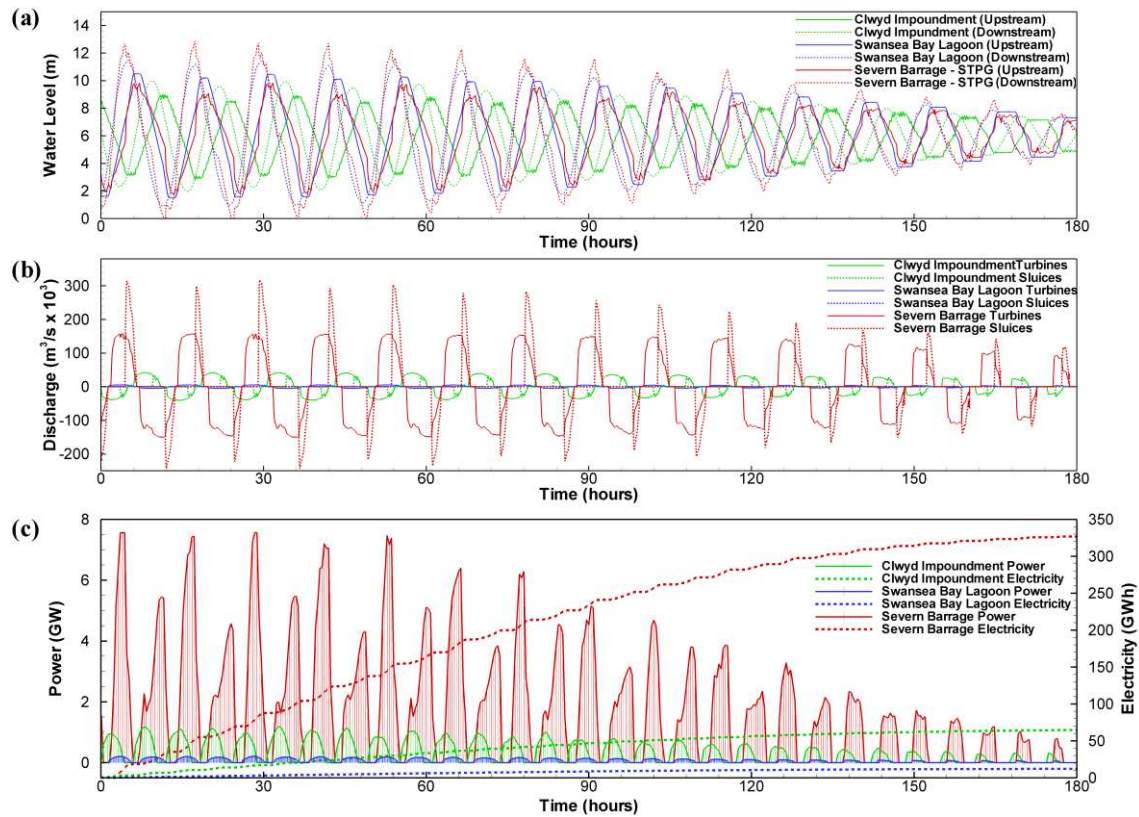 (a)
14
12
10
8
6
4
2
0
Water Level (m)
Clwyd Impoundment (Upstream)
Clwyd Impundment (Downstream)
Swansea Bay Lagoon (Upstream)
Swansea Bay Lagoon (Downstream)
Severn Barrage - STPG (Upstream)
Severn Barrage - STPG (Downstream)
0 30 60 90 120 150 180
Time (hours)
(b)
300
200
100
0
-100
-200
Discharge (m³/s x 10³)
Clwyd ImpoundmentTurbines
Clwyd Impoundment Sluices
Swansea Bay Lagoon Turbines
Swansea Bay Lagoon Sluices
Severn Barrage Turbines
Severn Barrage Sluices
0 30 60 90 120 150 180
Time (hours)
(c)
8
6
4
2
0
Power (GW)
Clwyd Impoundment Power
Clwyd Impoundment Electricity
Swansea Bay Lagoon Power
Swansea Bay Lagoon Electricity
Severn Barrage Power
Severn Barrage Electricity
350
300
250
200
150
100
50
0
Electricity (GWh)
0 30 60 90 120 150 180
Time (hours)